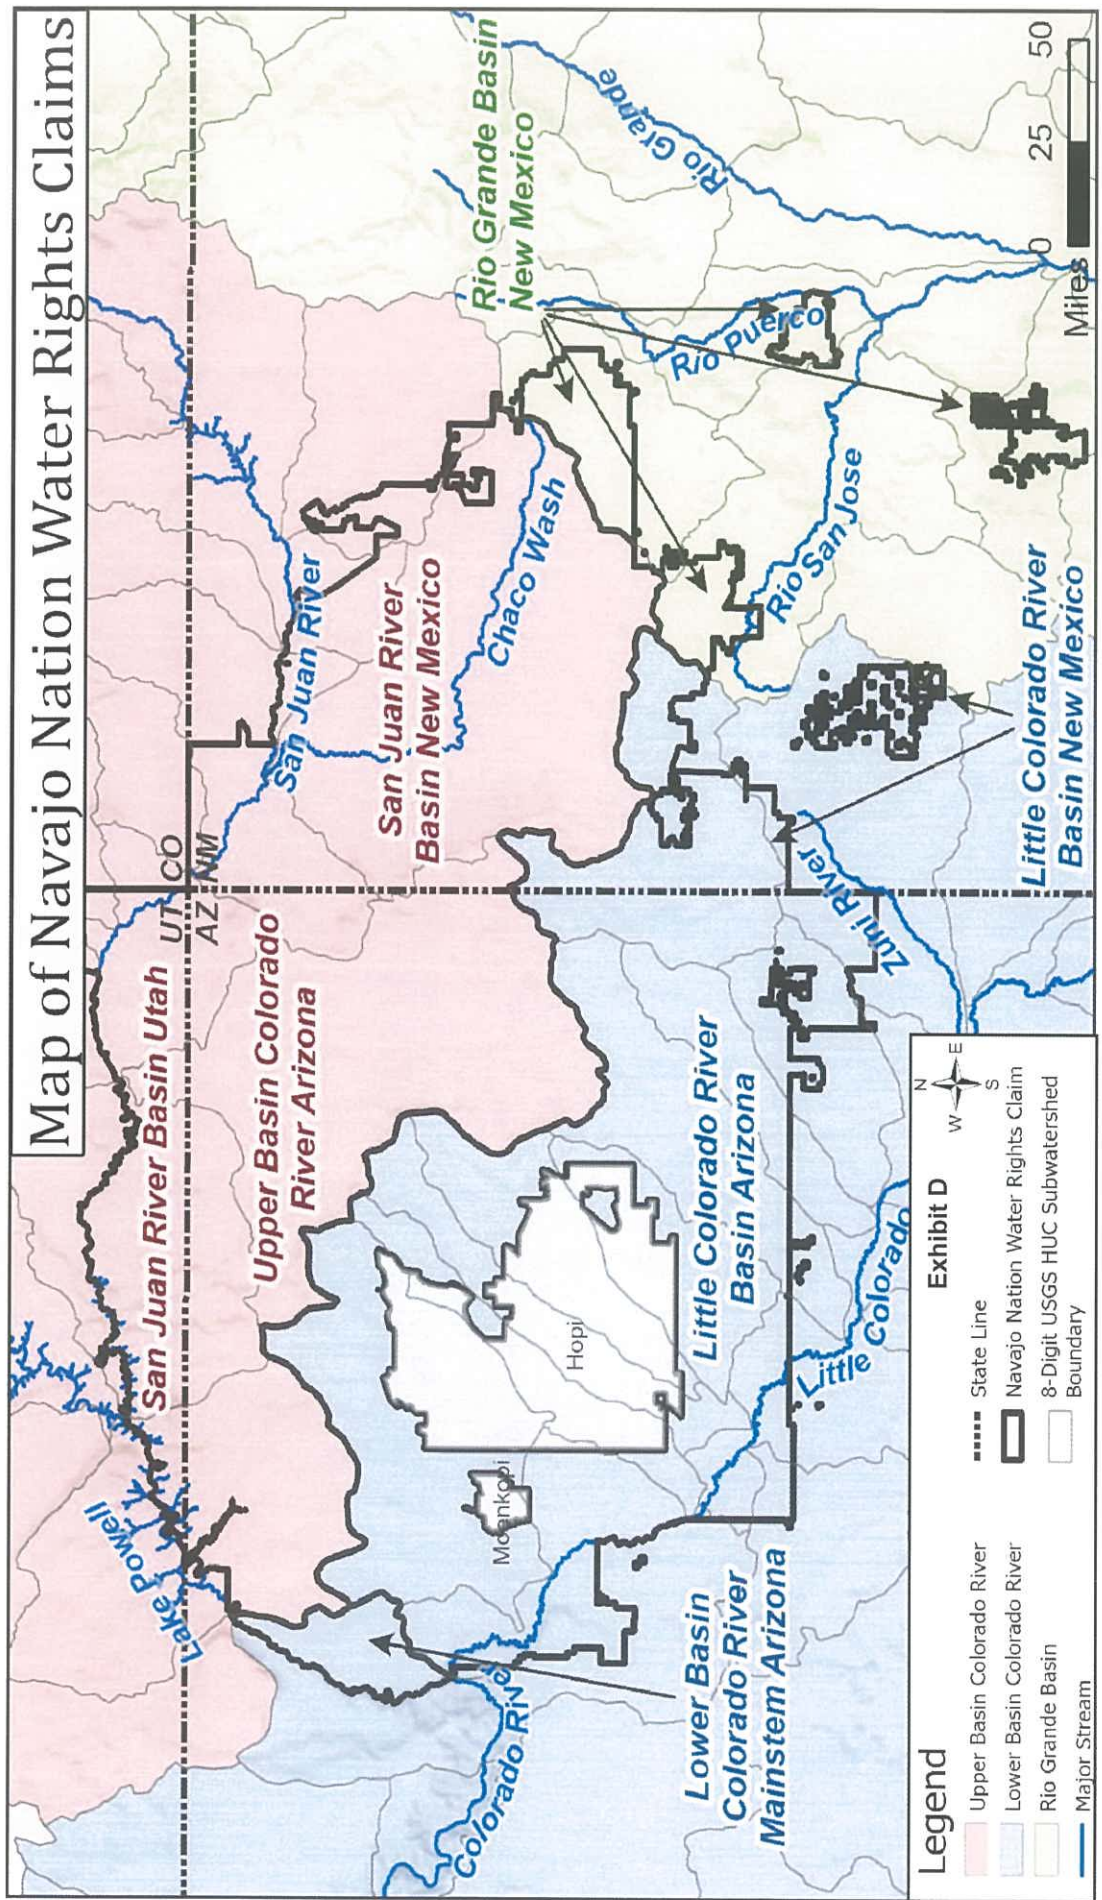 Map of Navajo Nation Water Rights Claims
Lake Powell
San Juan River Basin Utah
UT
CO
AZ
NM
Upper Basin Colorado
River Arizona
San Juan River
San Juan River
Basin New Mexico
Chaco Wash
Rio Grande Basin
New Mexico
Rio Grande
Rio Puerco
Rio San Jose
Colorado River
Moenkopi
Hopi
Lower Basin
Colorado River
Mainstem Arizona
Little Colorado River
Basin Arizona
Little Colorado
Zuni River
Little Colorado River
Basin New Mexico
Miles
0
25
50
Legend
Exhibit D
N
W
E
S
Upper Basin Colorado River
Lower Basin Colorado River
Rio Grande Basin
Major Stream
State Line
Navajo Nation Water Rights Claim
8-Digit USGS HUC Subwatershed
Boundary